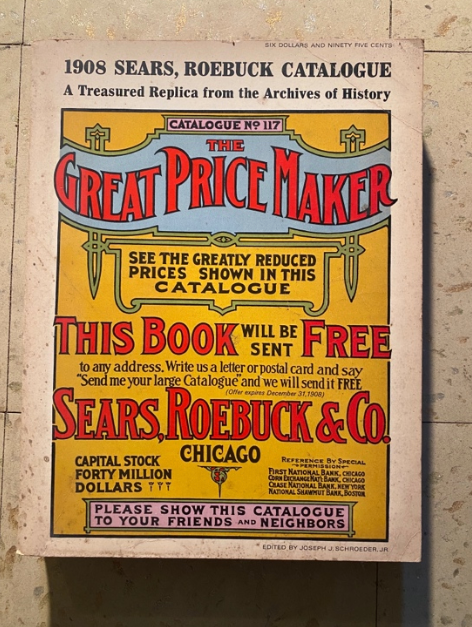 SIX DOLLARS AND NINETY FIVE CENTS
1908 SEARS, ROEBUCK CATALOGUE
A Treasured Replica from the Archives of History
CATALOGUE Nº 117
THE
GREAT PRICE MAKER
SEE THE GREATLY REDUCED
PRICES SHOWN IN THIS
CATALOGUE
THIS BOOK WILL BE SENT FREE
to any address. Write us a letter or postal card and say
"Send me your large Catalogue" and we will send it FREE
(Offer expires December 31, 1908)
SEARS, ROEBUCK & CO.
CHICAGO
CAPITAL STOCK
FORTY MILLION
DOLLARS
REFERENCE BY SPECIAL
PERMISSION
FIRST NATIONAL BANK, CHICAGO
CORN EXCHANGE NAT'L BANK, CHICAGO
CHASE NATIONAL BANK, NEW YORK
NATIONAL SHAWMUT BANK, BOSTON
PLEASE SHOW THIS CATALOGUE
TO YOUR FRIENDS AND NEIGHBORS
EDITED BY JOSEPH J. SCHROEDER, JR.